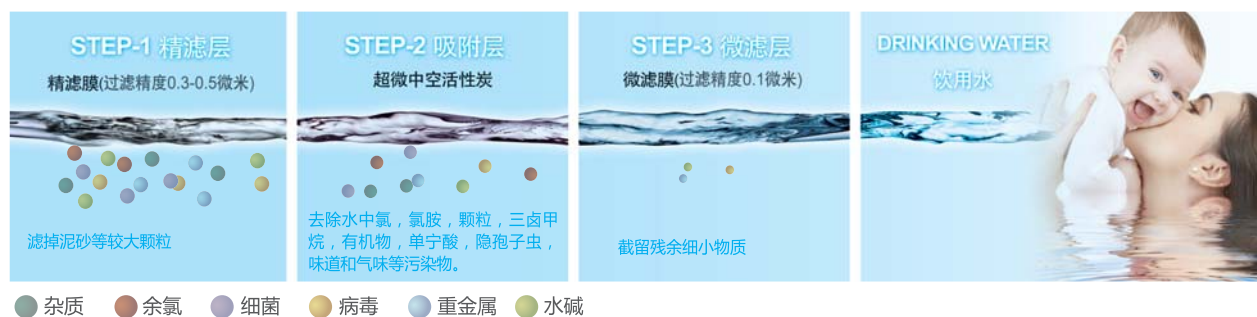 STEP-1 精滤层
精滤膜(过滤精度0.3-0.5微米)
滤掉泥砂等较大颗粒
STEP-2 吸附层
超微中空活性炭
去除水中氯，氯胺，颗粒，三卤甲
烷，有机物，单宁酸，隐孢子虫，
味道和气味等污染物。
STEP-3 微滤层
微滤膜(过滤精度0.1微米)
截留残余细小物质
DRINKING WATER
饮用水
杂质
余氯
细菌
病毒
重金属
水碱